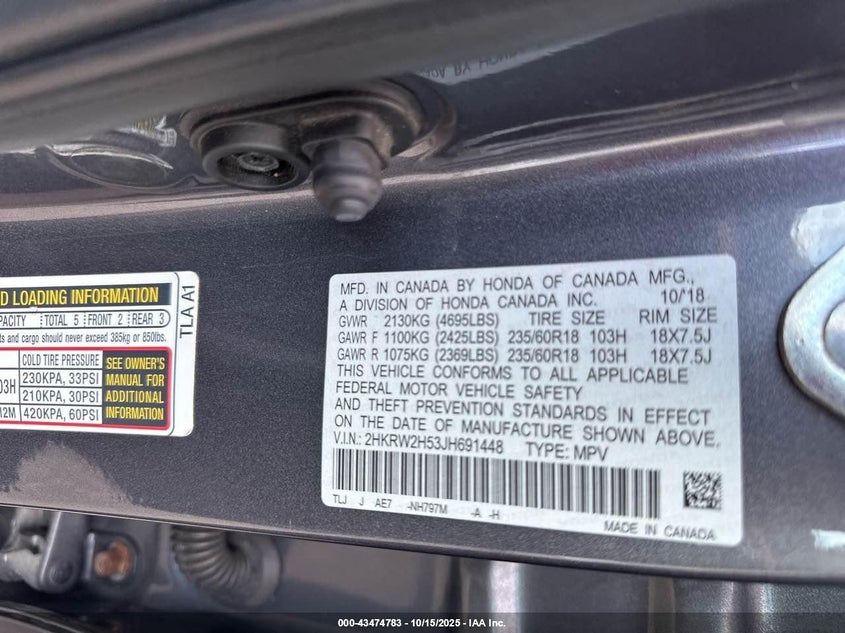 D LOADING INFORMATION
PACITY TOTAL 5 FRONT 2 REAR 3
ts and cargo should never exceed 385kg or 850lbs.
COLD TIRE PRESSURE
03H 230KPA, 33PSI
210KPA, 30PSI
2M 420KPA, 60PSI
SEE OWNER'S
MANUAL FOR
ADDITIONAL
INFORMATION
TLA A1
MFD. IN CANADA BY HONDA OF CANADA MFG.,
A DIVISION OF HONDA CANADA INC. 10/'18
GVWR 2130KG (4695LBS) TIRE SIZE RIM SIZE
GAWR F 1100KG (2425LBS) 235/60R18 103H 18X7.5J
GAWR R 1075KG (2369LBS) 235/60R18 103H 18X7.5J
THIS VEHICLE CONFORMS TO ALL APPLICABLE
FEDERAL MOTOR VEHICLE SAFETY
AND THEFT PREVENTION STANDARDS IN EFFECT
ON THE DATE OF MANUFACTURE SHOWN ABOVE.
V.I.N.: 2HKRW2H53JH691448 TYPE: MPV
TLJ J AE7 -NH797M -A -H
MADE IN CANADA
000-43474783 - 10/15/2025 - IAA Inc.